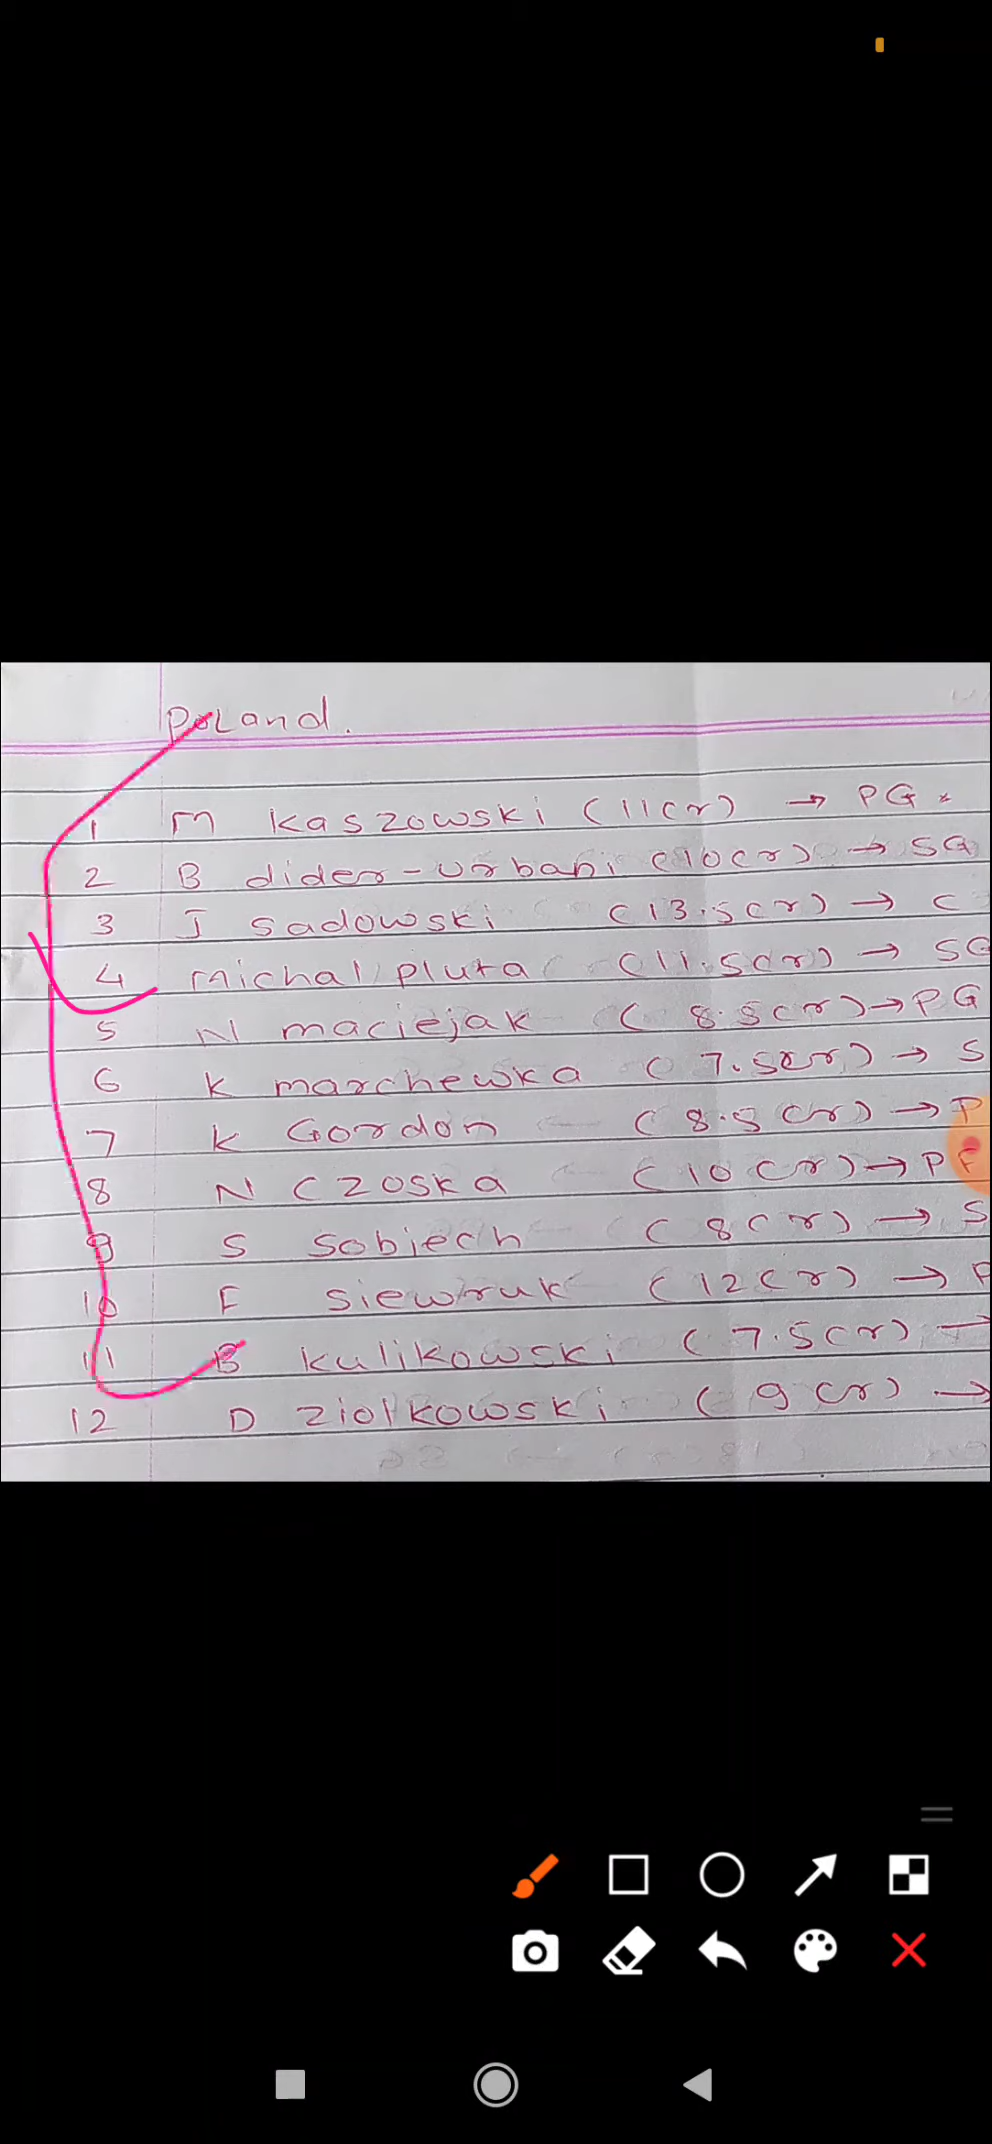 Poland.
1 M Kaszowski (11cr) → PG
2 B dider-urbani (10cr) → SG
3 J Sadowski (13.5cr) → C
4 Michal pluta (11.5cr) → SG
5 N maciejak (8.5cr) → PG
6 K marchewka (7.5cr) → S
7 K Gordon (8.5cr) → P
8 N Czoska (10cr) → PF
9 S Sobiech (8cr) → S
10 F Siewruk (12cr) →
11 B kulikowski (7.5cr) →
12 D ziolkowski (9cr) →